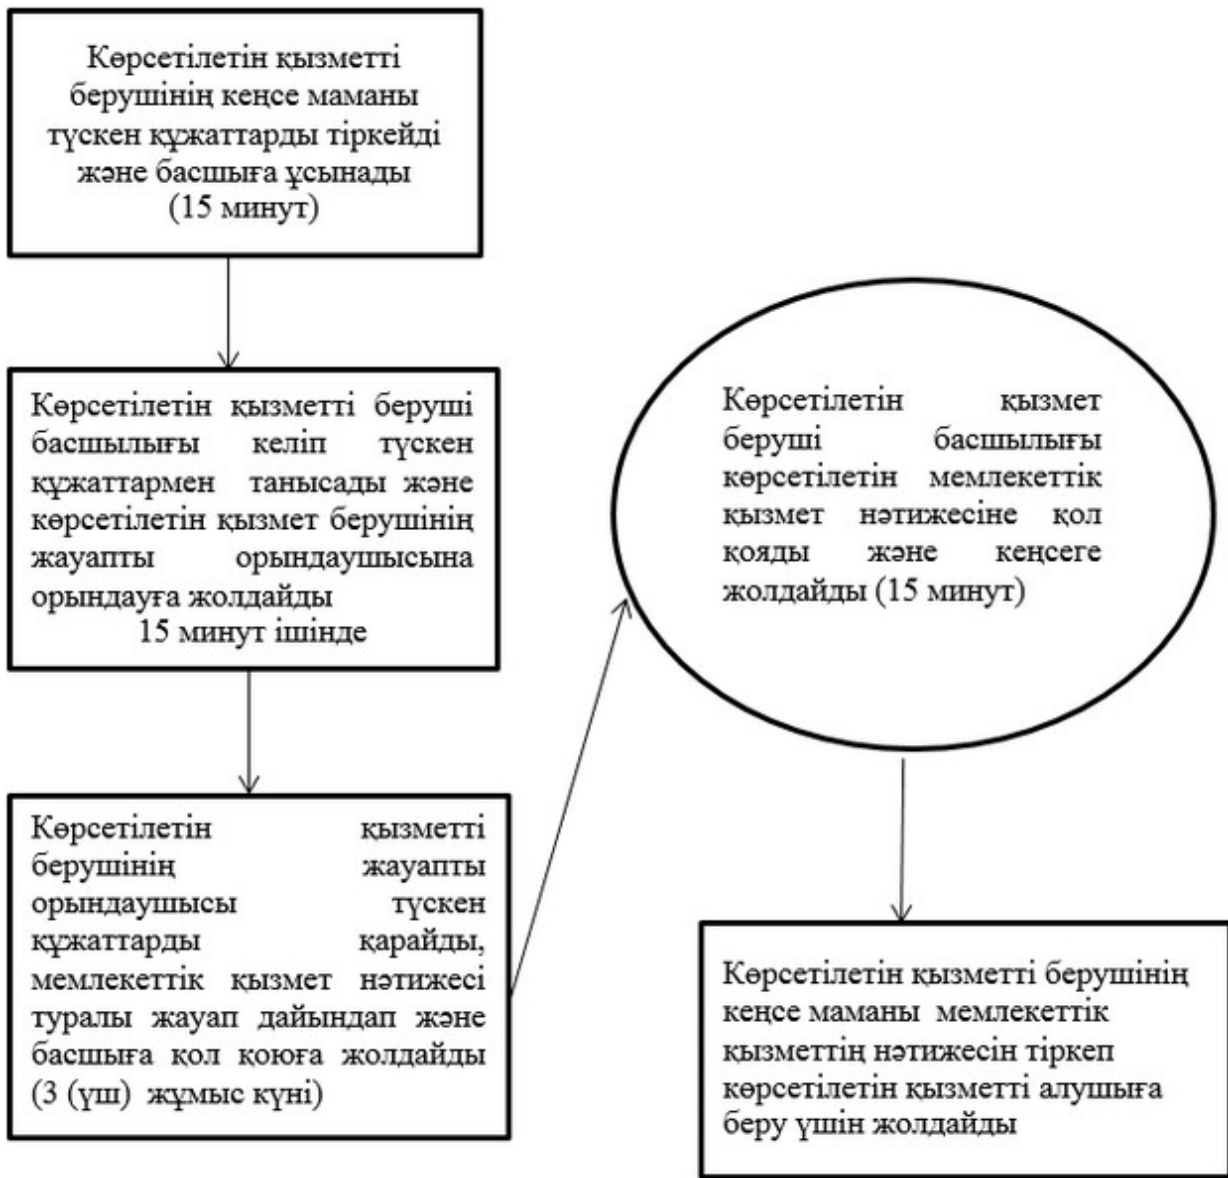 Көрсетілетін қызметті
берушінің кеңсе маманы
түскен құжаттарды тіркейді
және басшыға ұсынады
(15 минут)
Көрсетілетін қызметті беруші
басшылығы келіп түскен
құжаттармен танысады және
көрсетілетін қызмет берушінің
жауапты орындаушысына
орындауға жолдайды
15 минут ішінде
Көрсетілетін қызметті
берушінің жауапты
орындаушысы түскен
құжаттарды қарайды,
мемлекеттік қызмет нәтижесі
туралы жауап дайындап және
басшыға қол қоюға жолдайды
(3 (үш) жұмыс күні)
Көрсетілетін қызмет
беруші басшылығы
көрсетілетін мемлекеттік
қызмет нәтижесіне қол
қояды және кеңсеге
жолдайды (15 минут)
Көрсетілетін қызметті берушінің
кеңсе маманы мемлекеттік
қызметтің нәтижесін тіркеп
көрсетілетін қызметті алушыға
беру үшін жолдайды